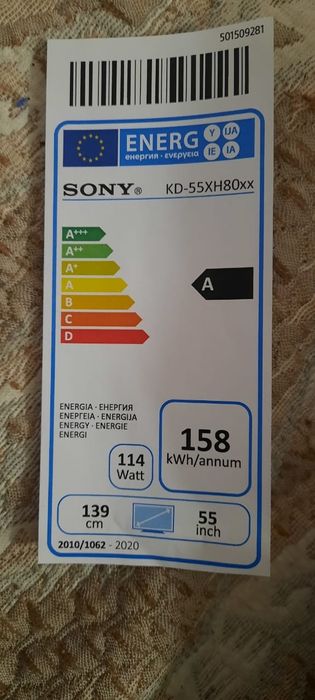 501509281
ENERG Y IJA IE IA
енергия · ενεργεια
SONY® KD-55XH80xx
A+++
A++
A+
A
B
C
D
A
ENERGIA · ЕНЕРГИЯ
ΕΝΕΡΓΕΙΑ · ENERGIJA
ENERGY · ENERGIE
ENERGI
114
Watt
158
kWh/annum
139
cm
55
inch
2010/1062 - 2020